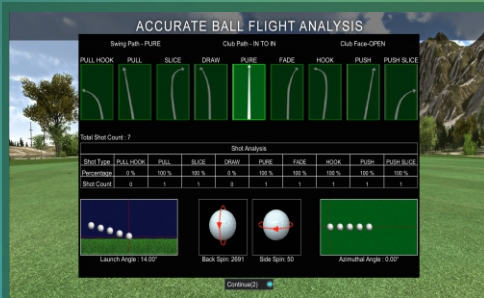 ACCURATE BALL FLIGHT ANALYSIS
Swing Path - PURE Club Path - IN TO IN Club Face-OPEN
PULL HOOK PULL SLICE DRAW PURE FADE HOOK PUSH PUSH SLICE
Total Shot Count : 7
Shot Analysis
Shot Type PULL HOOK PULL SLICE DRAW PURE FADE HOOK PUSH PUSH SLICE
Percentage 0 % 100 % 100 % 0 % 100 % 100 % 100 % 100 % 100 %
Shot Count 0 1 1 0 1 1 1 1 1
Launch Angle : 14.00° Back Spin: 2691 Side Spin: 50 Azimuthal Angle : 0.00°
Continue(2)